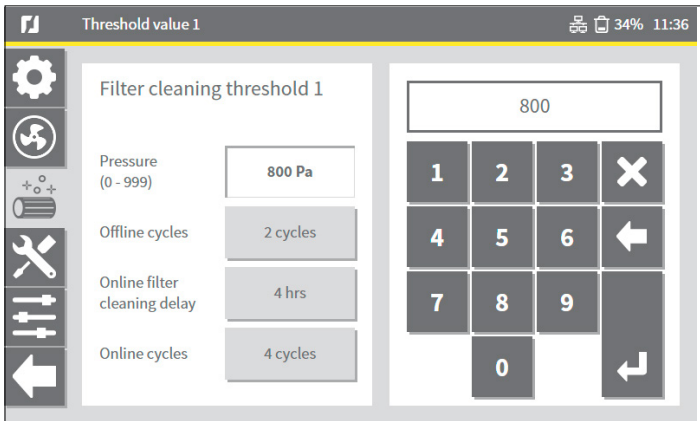 Threshold value 1
34% 11:36
Filter cleaning threshold 1
Pressure
(0 - 999)
800 Pa
Offline cycles
2 cycles
Online filter
cleaning delay
4 hrs
Online cycles
4 cycles
800
1 2 3
4 5 6
7 8 9
0